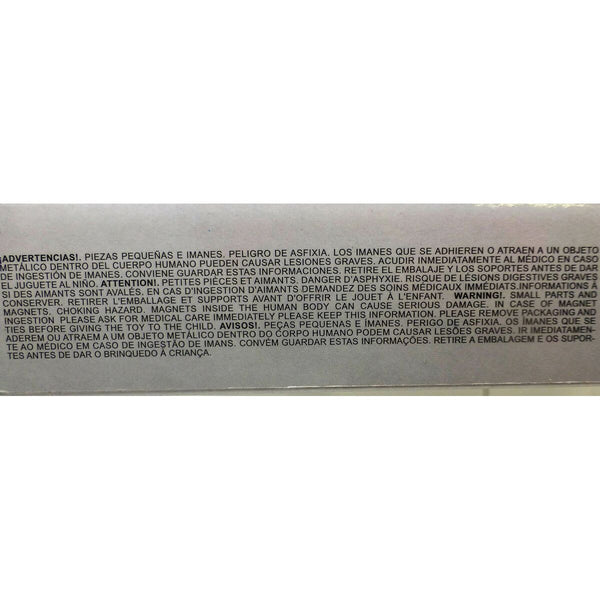 ¡ADVERTENCIAS!. PIEZAS PEQUEÑAS E IMANES. PELIGRO DE ASFIXIA. LOS IMANES QUE SE ADHIEREN O ATRAEN A UN OBJETO
METÁLICO DENTRO DEL CUERPO HUMANO PUEDEN CAUSAR LESIONES GRAVES. ACUDIR INMEDIATAMENTE AL MÉDICO EN CASO
DE INGESTIÓN DE IMANES. CONVIENE GUARDAR ESTAS INFORMACIONES. RETIRE EL EMBALAJE Y LOS SOPORTES ANTES DE DAR
EL JUGUETE AL NIÑO. ATTENTION!. PETITES PIÉCES ET AIMANTS. DANGER D'ASPHYXIE. RISQUE DE LÉSIONS DIGESTIVES GRAVES
SI DES AIMANTS SONT AVALÉS. EN CAS D'INGESTION D'AIMANTS DEMANDEZ DES SOINS MÉDICAUX IMMÉDIATS.INFORMATIONS À
CONSERVER. RETIRER L'EMBALLAGE ET SUPPORTS AVANT D'OFFRIR LE JOUET À L'ENFANT. WARNING!. SMALL PARTS AND
MAGNETS. CHOKING HAZARD. MAGNETS INSIDE THE HUMAN BODY CAN CAUSE SERIOUS DAMAGE. IN CASE OF MAGNET
INGESTION PLEASE ASK FOR MEDICAL CARE IMMEDIATELY PLEASE KEEP THIS INFORMATION. PLEASE REMOVE PACKAGING AND
TIES BEFORE GIVING THE TOY TO THE CHILD. AVISOS!. PEÇAS PEQUENAS E ÍMANES. PERIGO DE ASFIXIA. OS ÍMANES QUE SE
ADEREM OU ATRAEM A UM OBJETO METÁLICO DENTRO DO CORPO HUMANO PODEM CAUSAR LESÕES GRAVES. IR IMEDIATAMEN-
TE AO MÉDICO EM CASO DE INGESTÃO DE IMANS. CONVÉM GUARDAR ESTAS INFORMAÇÕES. RETIRE A EMBALAGEM E OS SUPOR-
TES ANTES DE DAR O BRINQUEDO À CRIANÇA.